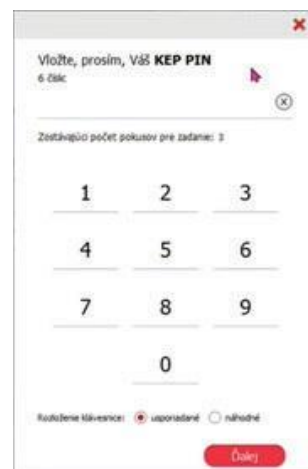 Vložte, prosím, Váš KEP PIN
6 číslic
Zostávajúci počet pokusov pre zadanie: 3
1 2 3
4 5 6
7 8 9
0
Rozloženie klávesnice: usporiadané náhodné
Ďalej